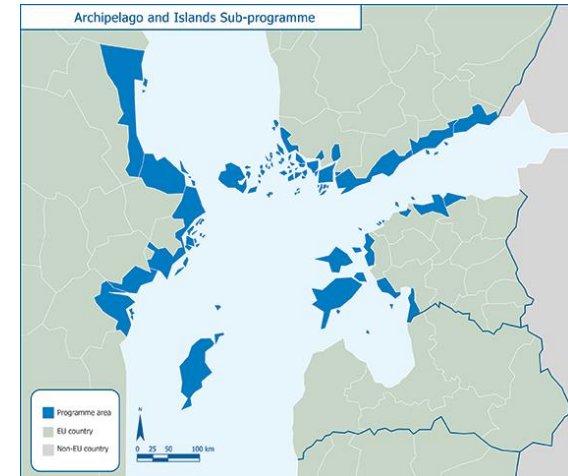 Archipelago and Islands Sub-programme
Programme area
EU country
Non-EU country
N
0 25 50 100 km